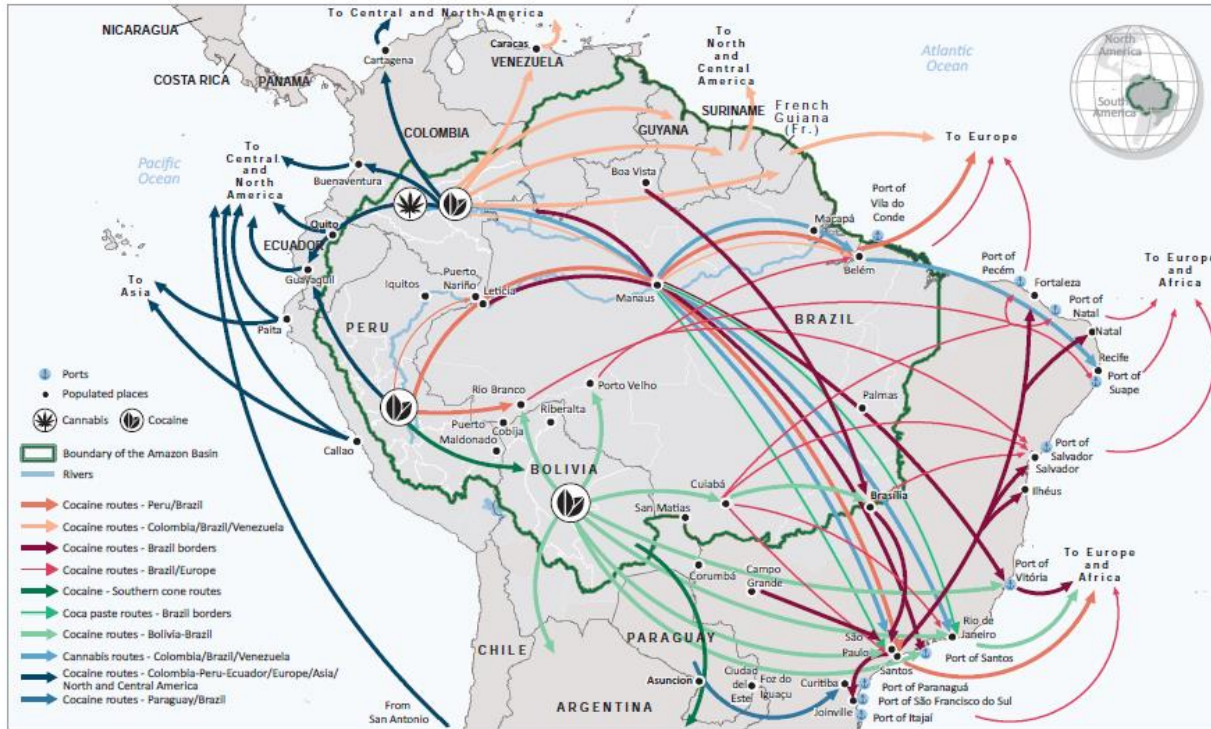 NICARAGUA
COSTA RICA
PANAMA
To Central and North America
Cartagena
Caracas
VENEZUELA
COLOMBIA
To
North
and
Central
America
Atlantic
Ocean
North
America
South
America
GUYANA
SURINAME
French
Guiana
(Fr.)
To Europe
Pacific
Ocean
To
Central
and
North
America
Buenaventura
Quito
ECUADOR
Guayaquil
Boa Vista
Macapá
Port of
Vila do
Conde
Belém
Port of
Pecém
Fortaleza
Port of
Natal
Natal
Recife
Port of
Suape
To Europe
and
Africa
To
Asia
Paita
Iquitos
Puerto
Nariño
Leticia
Manaus
PERU
BRAZIL
Rio Branco
Porto Velho
Riberalta
Puerto
Maldonado
Cobija
Palmas
Callao
BOLIVIA
Cuiabá
San Matías
Brasília
Port of
Salvador
Salvador
Ilhéus
Corumbá
Campo
Grande
Port of
Vitória
To Europe
and
Africa
Rio de
Janeiro
São
Paulo
Port of Santos
Santos
PARAGUAY
CHILE
Asuncion
Ciudad
del
Estel
Foz do
Iguaçu
Curitiba
Port of Paranaguá
Port of São Francisco do Sul
Joinville
Port of Itajaí
ARGENTINA
From
San Antonio
Ports
Populated places
Cannabis
Cocaine
Boundary of the Amazon Basin
Rivers
Cocaine routes - Peru/Brazil
Cocaine routes - Colombia/Brazil/Venezuela
Cocaine routes - Brazil borders
Cocaine routes - Brazil/Europe
Cocaine - Southern cone routes
Coca paste routes - Brazil borders
Cocaine routes - Bolivia-Brazil
Cannabis routes - Colombia/Brazil/Venezuela
Cocaine routes - Colombia-Peru-Ecuador/Europe/Asia/
North and Central America
Cocaine routes - Paraguay/Brazil